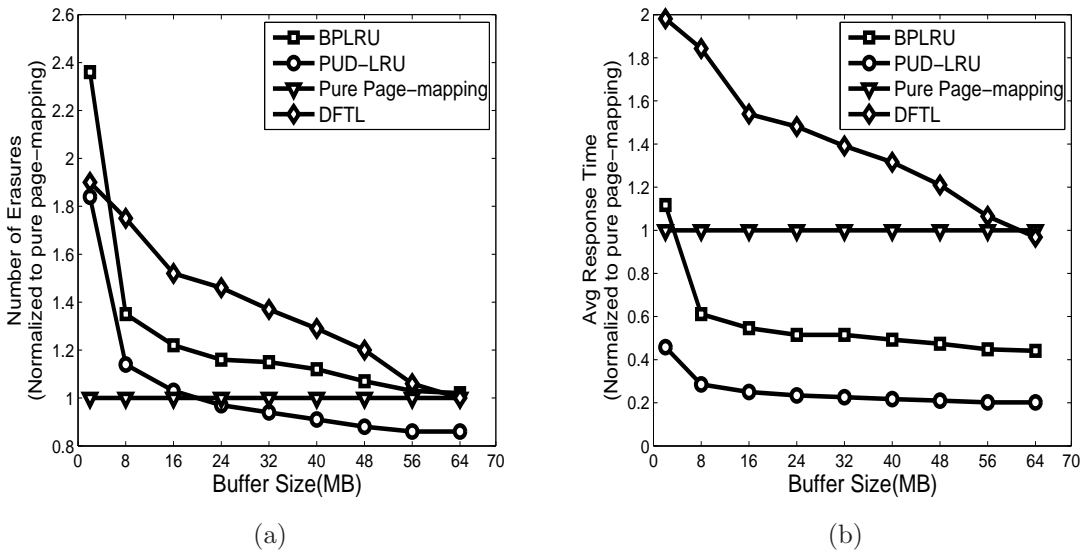 2.6
2.4
2.2
2
1.8
1.6
1.4
1.2
1
0.8
Number of Erasures
(Normalized to pure page−mapping)
BPLRU
PUD−LRU
Pure Page−mapping
DFTL
0 8 16 24 32 40 48 56 64 70
Buffer Size(MB)
(a)
2
1.8
1.6
1.4
1.2
1
0.8
0.6
0.4
0.2
0
Avg Response Time
(Normalized to pure page−mapping)
BPLRU
PUD−LRU
Pure Page−mapping
DFTL
0 8 16 24 32 40 48 56 64 70
Buffer Size(MB)
(b)